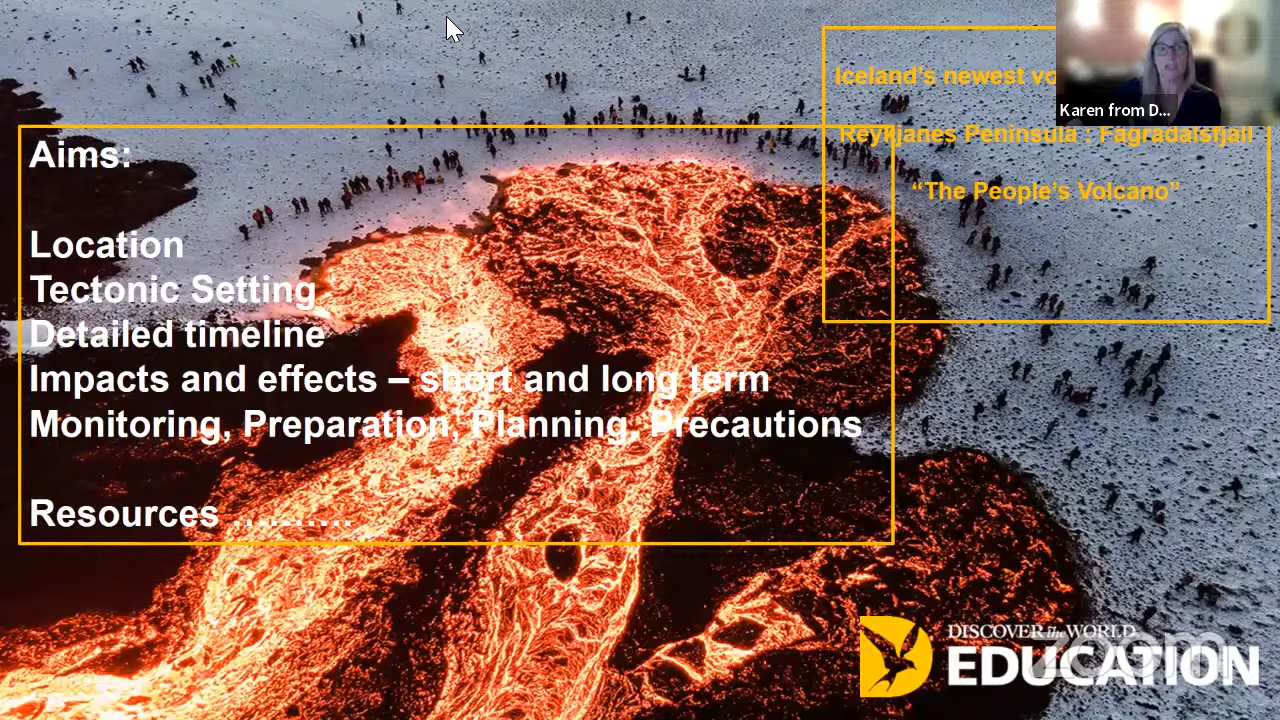 Aims:
Location
Tectonic Setting
Detailed timeline
Impacts and effects – short and long term
Monitoring, Preparation, Planning, Precautions
Resources ..........
Iceland's newest
Reykjanes Peninsula : Fagradalsfjall
“The People's Volcano”
Karen from D...
DISCOVER the WORLD
EDUCATION
zoom